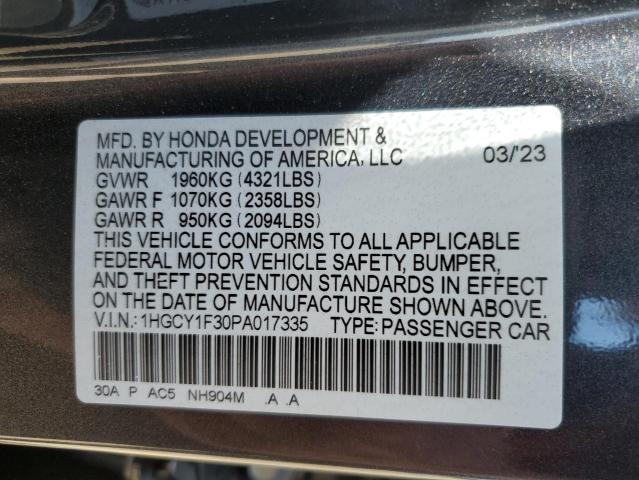 MFD. BY HONDA DEVELOPMENT &
MANUFACTURING OF AMERICA, LLC 03/'23
GVWR 1960KG (4321LBS)
GAWR F 1070KG (2358LBS)
GAWR R 950KG (2094LBS)
THIS VEHICLE CONFORMS TO ALL APPLICABLE
FEDERAL MOTOR VEHICLE SAFETY, BUMPER,
AND THEFT PREVENTION STANDARDS IN EFFECT
ON THE DATE OF MANUFACTURE SHOWN ABOVE.
V.I.N.: 1HGCY1F30PA017335 TYPE: PASSENGER CAR
30A P AC5 NH904M .A .A